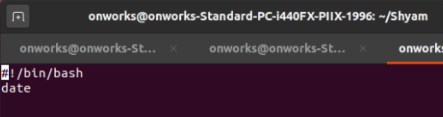 onworks@onworks-Standard-PC-i440FX-PIIX-1996: ~/Shyam
onworks@onworks-St... × onworks@onworks-St... × onworks
#!/bin/bash
date